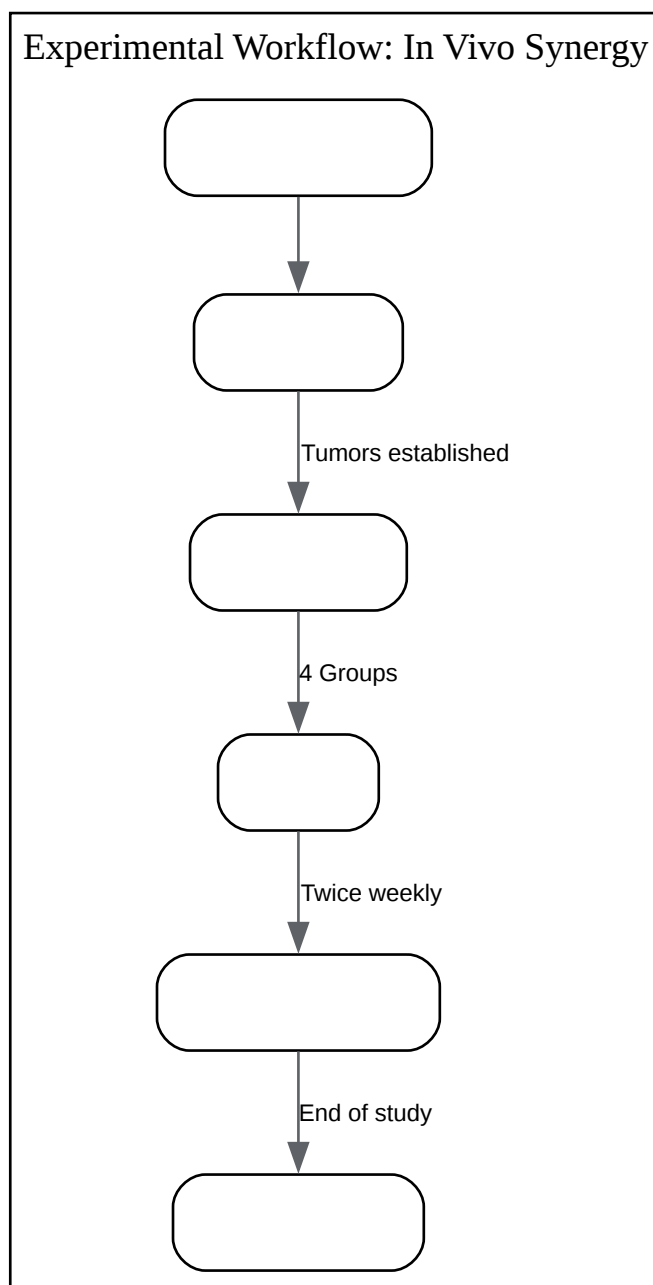 Experimental Workflow: In Vivo Synergy
Tumors established
4 Groups
Twice weekly
End of study